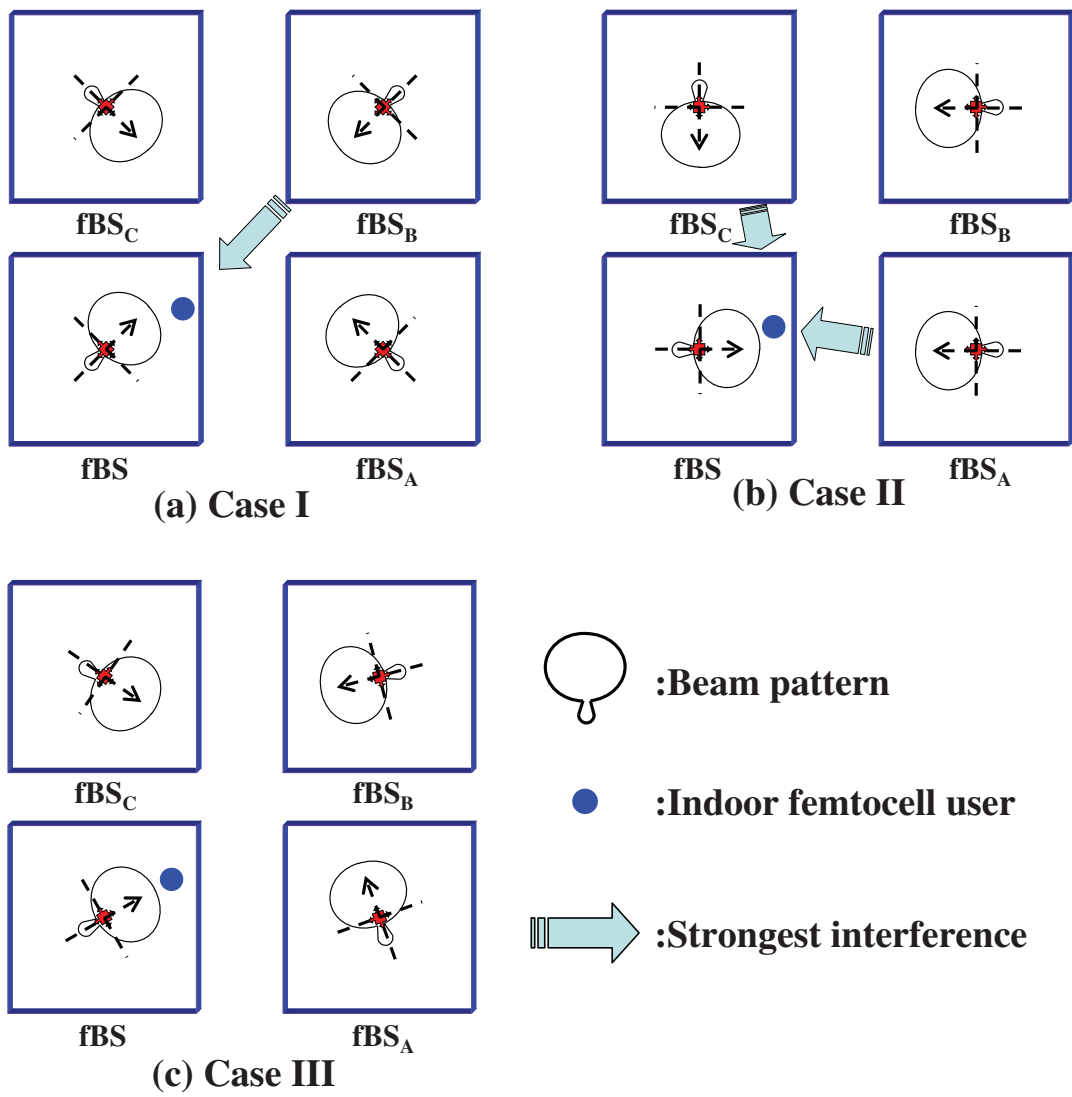 fBS_C
fBS_B
fBS
fBS_A
(a) Case I
fBS_C
fBS_B
fBS
fBS_A
(b) Case II
fBS_C
fBS_B
fBS
fBS_A
(c) Case III
:Beam pattern
:Indoor femtocell user
:Strongest interference